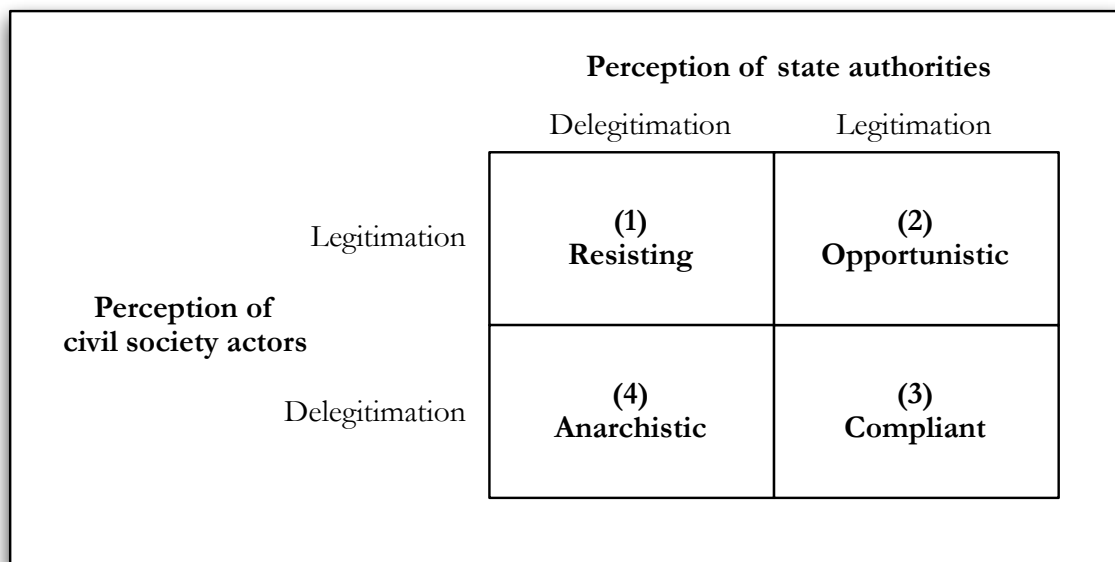 Perception of state authorities
Delegitimation Legitimation
Legitimation
(1)
Resisting
(2)
Opportunistic
Perception of
civil society actors
Delegitimation
(4)
Anarchistic
(3)
Compliant